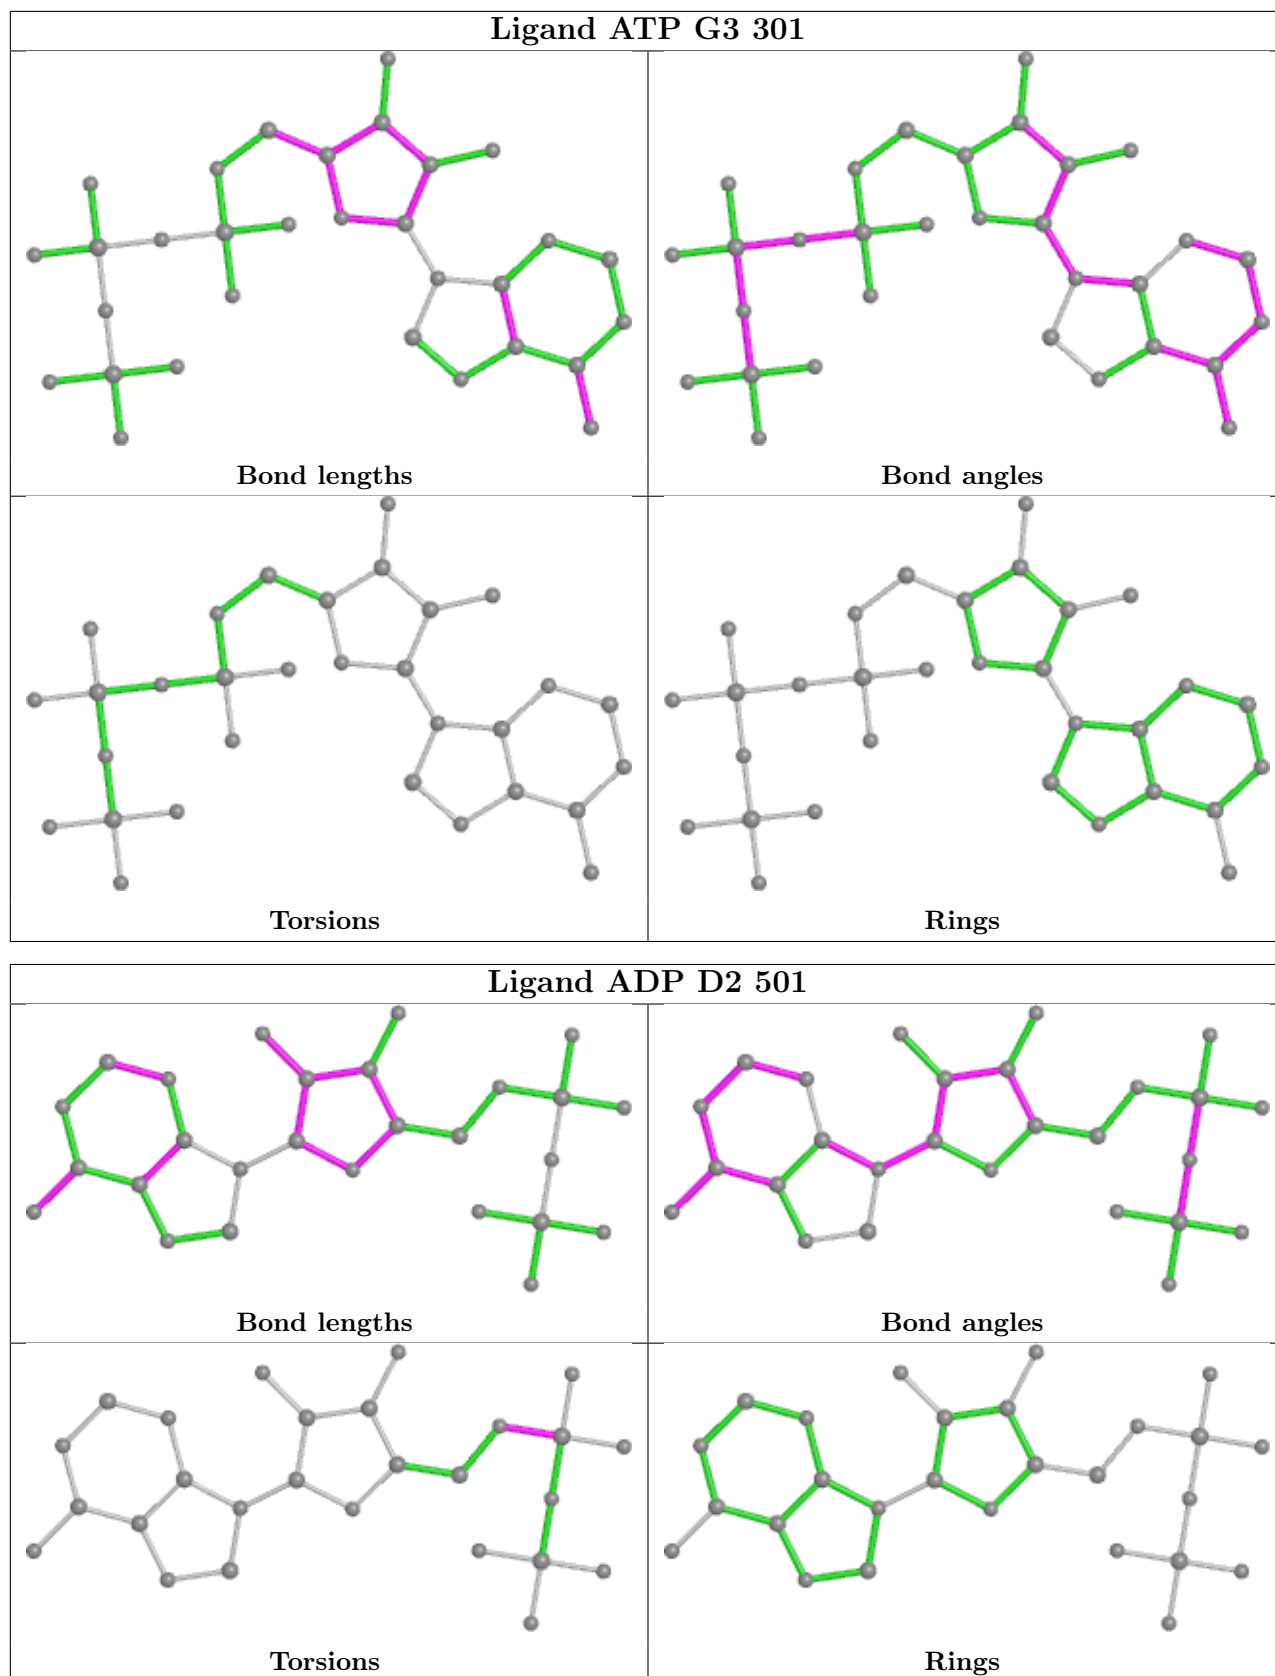 Ligand ATP G3 301
Bond lengths
Bond angles
Torsions
Rings
Ligand ADP D2 501
Bond lengths
Bond angles
Torsions
Rings